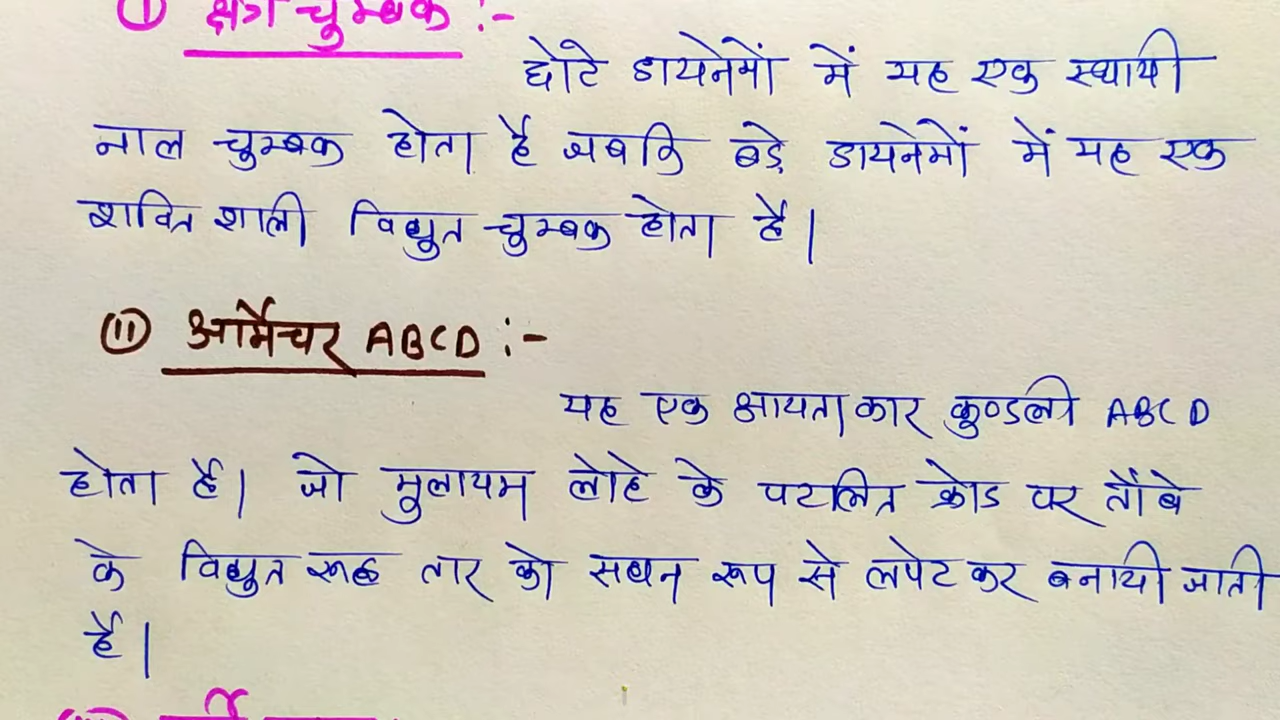 ① क्षेत्र चुम्बक :-
छोटे डायनेमों में यह एक स्थायी
नाल चुम्बक होता है जबकि बड़े डायनेमों में यह एक
शक्तिशाली विद्युत चुम्बक होता है।
(ii) आर्मेचर ABCD :-
यह एक आयताकार कुण्डली ABCD
होता है। जो मुलायम लोहे के पटलित क्रोड पर ताँबे
के विद्युत रूद्ध तार को सघन रूप से लपेटकर बनायी जाती
है।